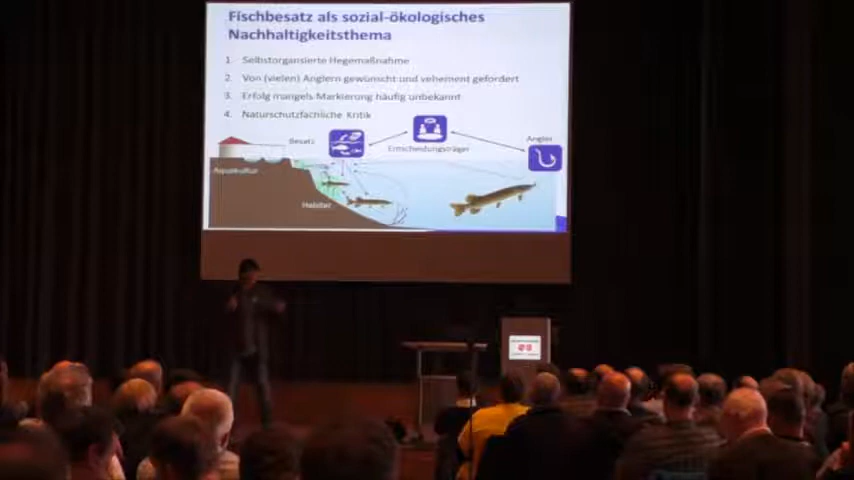 Fischbesatz als sozial-ökologisches
Nachhaltigkeitsthema
1. Selbstorgansierte Hegemaßnahme
2. Von (vielen) Anglern gewünscht und vehement gefordert
3. Erfolg mangels Markierung häufig unbekannt
4. Naturschutzfachliche Kritik
Besatz
Entscheidungsträger
Angler
Aquakultur
Habitat